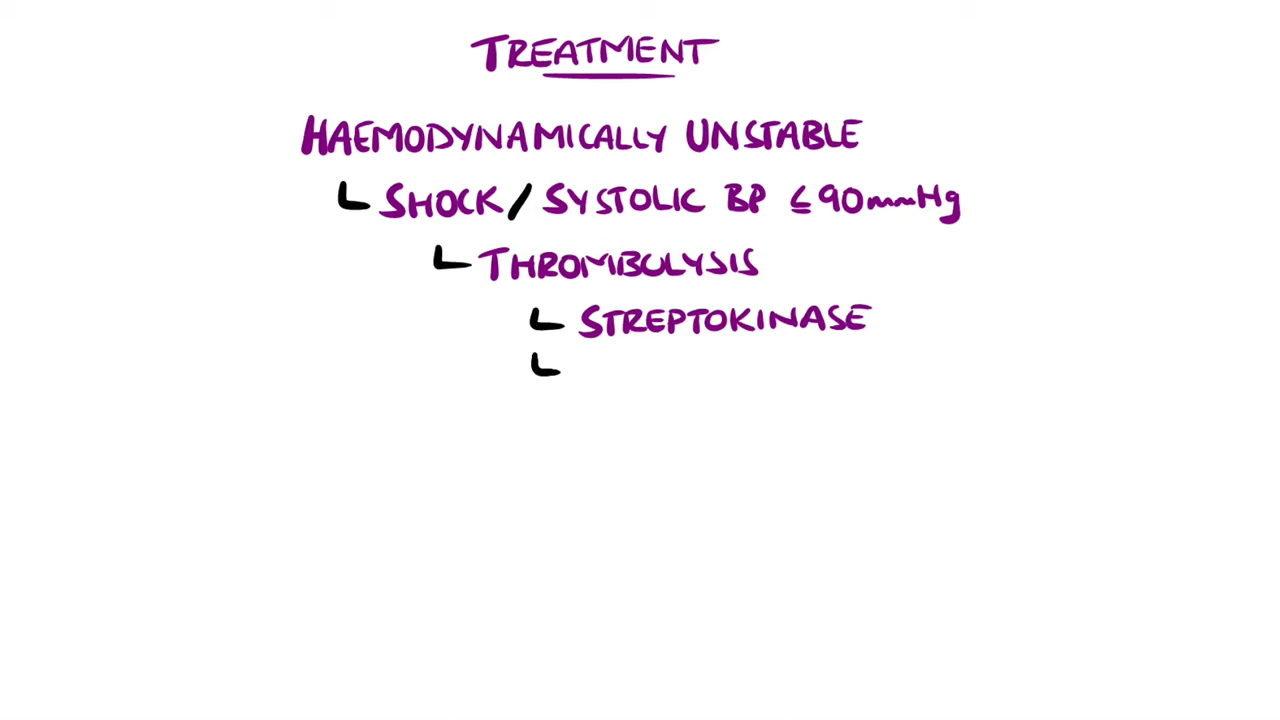 TREATMENT
HAEMODYNAMICALLY UNSTABLE
SHOCK/SYSTOLIC BP ≤90mmHg
THROMBOLYSIS
STREPTOKINASE